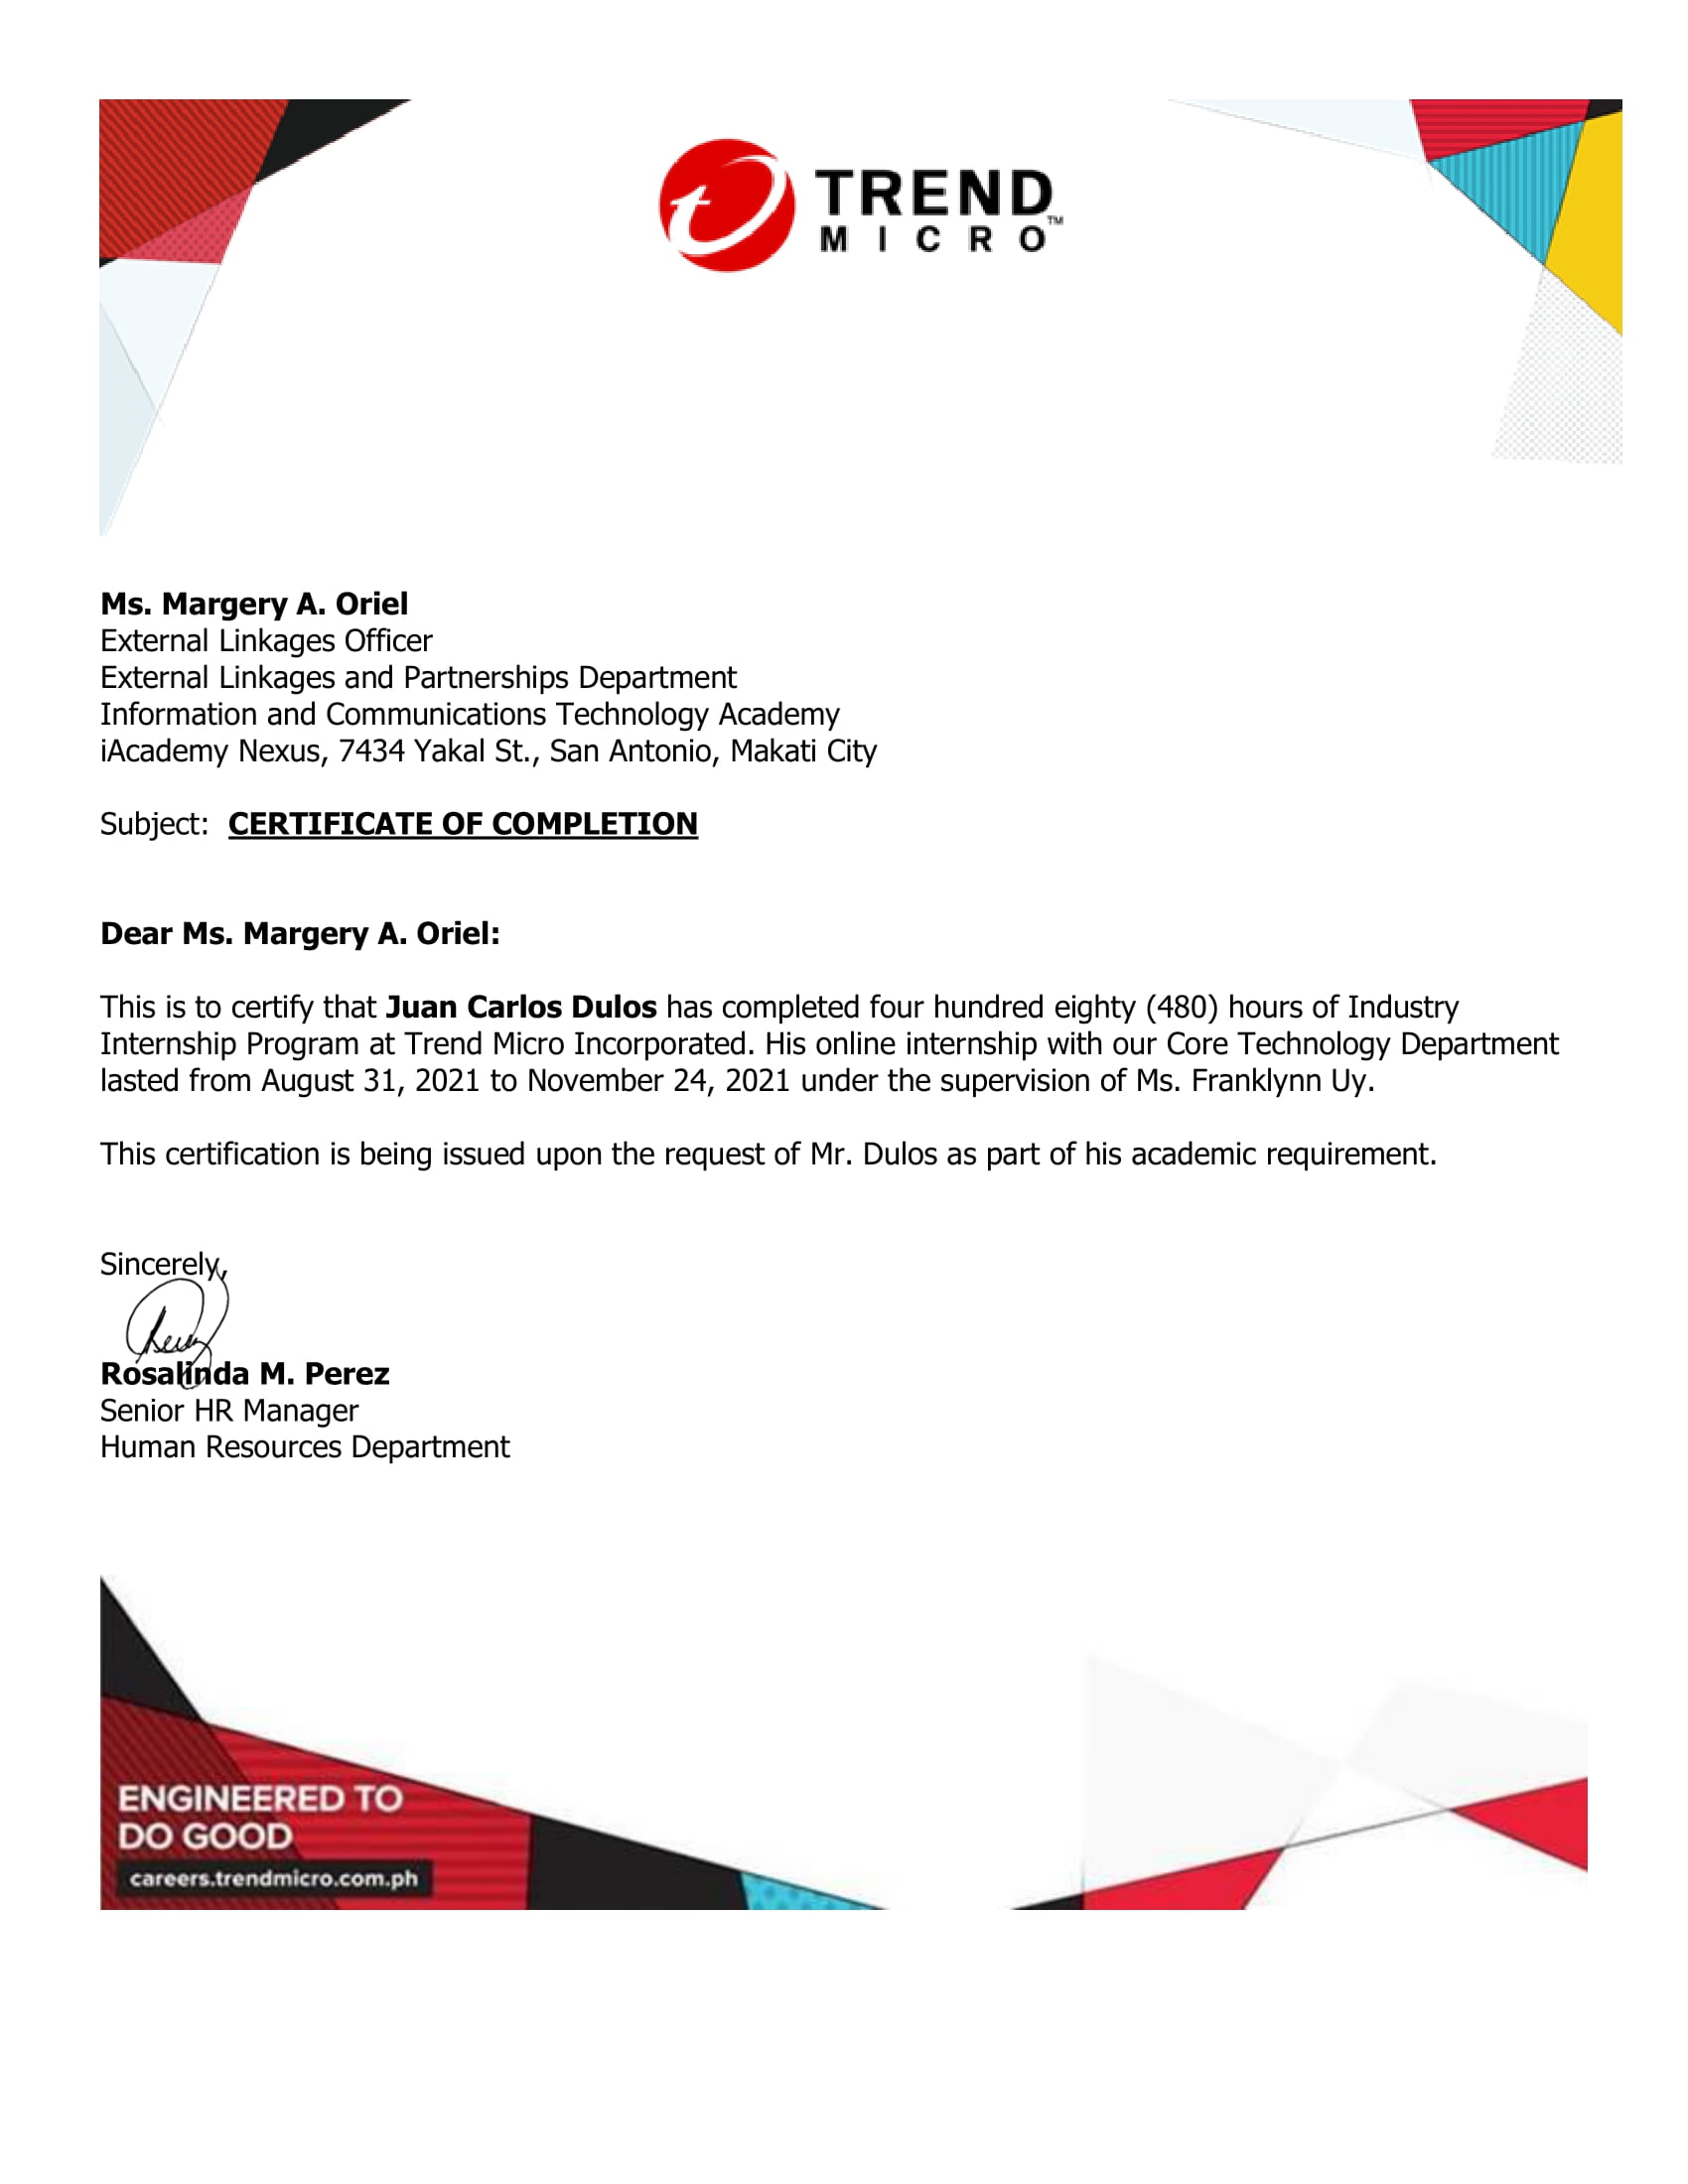 TREND
MICRO™
Ms. Margery A. Oriel
External Linkages Officer
External Linkages and Partnerships Department
Information and Communications Technology Academy
iAcademy Nexus, 7434 Yakal St., San Antonio, Makati City
Subject: CERTIFICATE OF COMPLETION
Dear Ms. Margery A. Oriel:
This is to certify that Juan Carlos Dulos has completed four hundred eighty (480) hours of Industry
Internship Program at Trend Micro Incorporated. His online internship with our Core Technology Department
lasted from August 31, 2021 to November 24, 2021 under the supervision of Ms. Franklynn Uy.
This certification is being issued upon the request of Mr. Dulos as part of his academic requirement.
Sincerely,
Rosalinda M. Perez
Senior HR Manager
Human Resources Department
ENGINEERED TO
DO GOOD
careers.trendmicro.com.ph